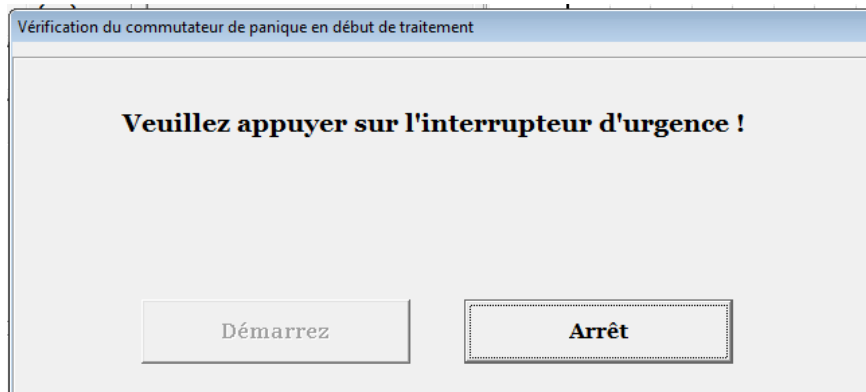 Vérification du commutateur de panique en début de traitement
Veuillez appuyer sur l'interrupteur d'urgence !
Démarrez
Arrêt